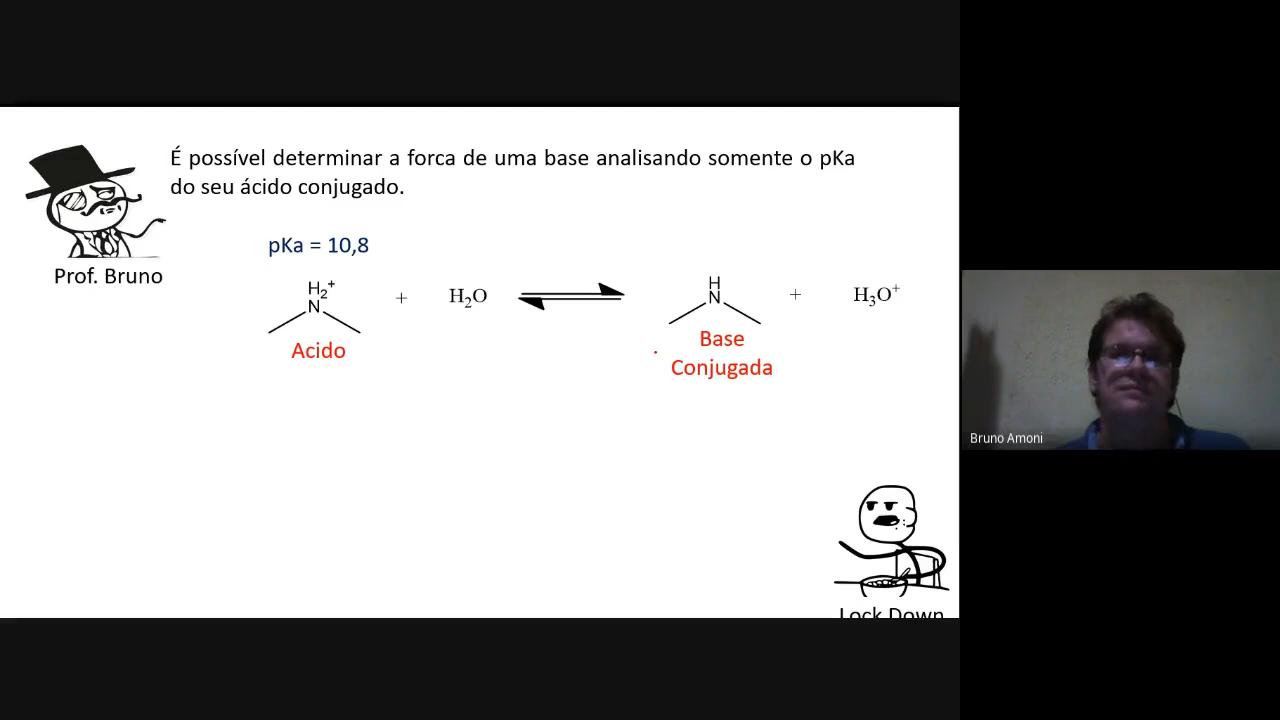 É possível determinar a forca de uma base analisando somente o pKa
do seu ácido conjugado.
Prof. Bruno
pKa = 10,8
H₂⁺
N
+
H₂O
H
N
+
H₃O⁺
Acido
Base
Conjugada
Bruno Amoni
Lock Down